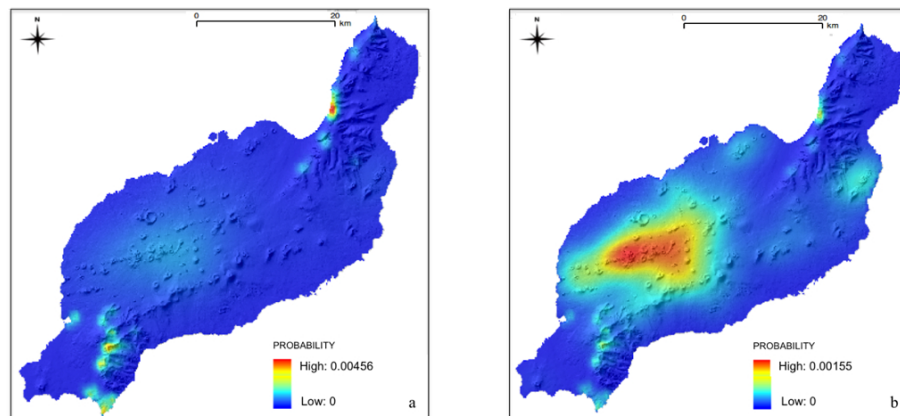 N
0 20
km
PROBABILITY
High: 0.00456
Low: 0
a
N
0 20
km
PROBABILITY
High: 0.00155
Low: 0
b